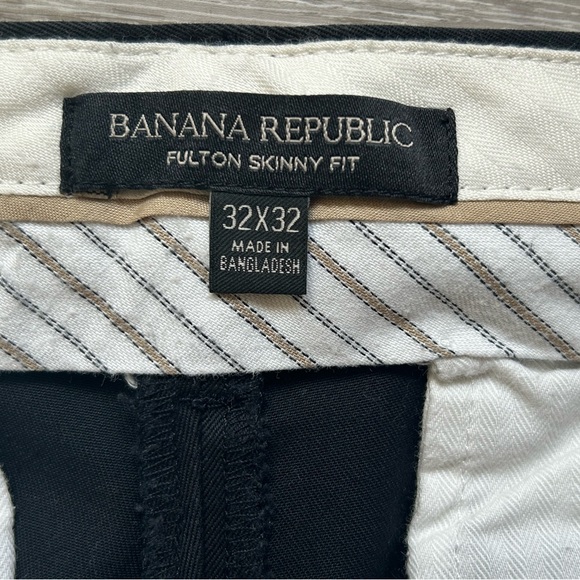 BANANA REPUBLIC
FULTON SKINNY FIT
32X32
MADE IN
BANGLADESH